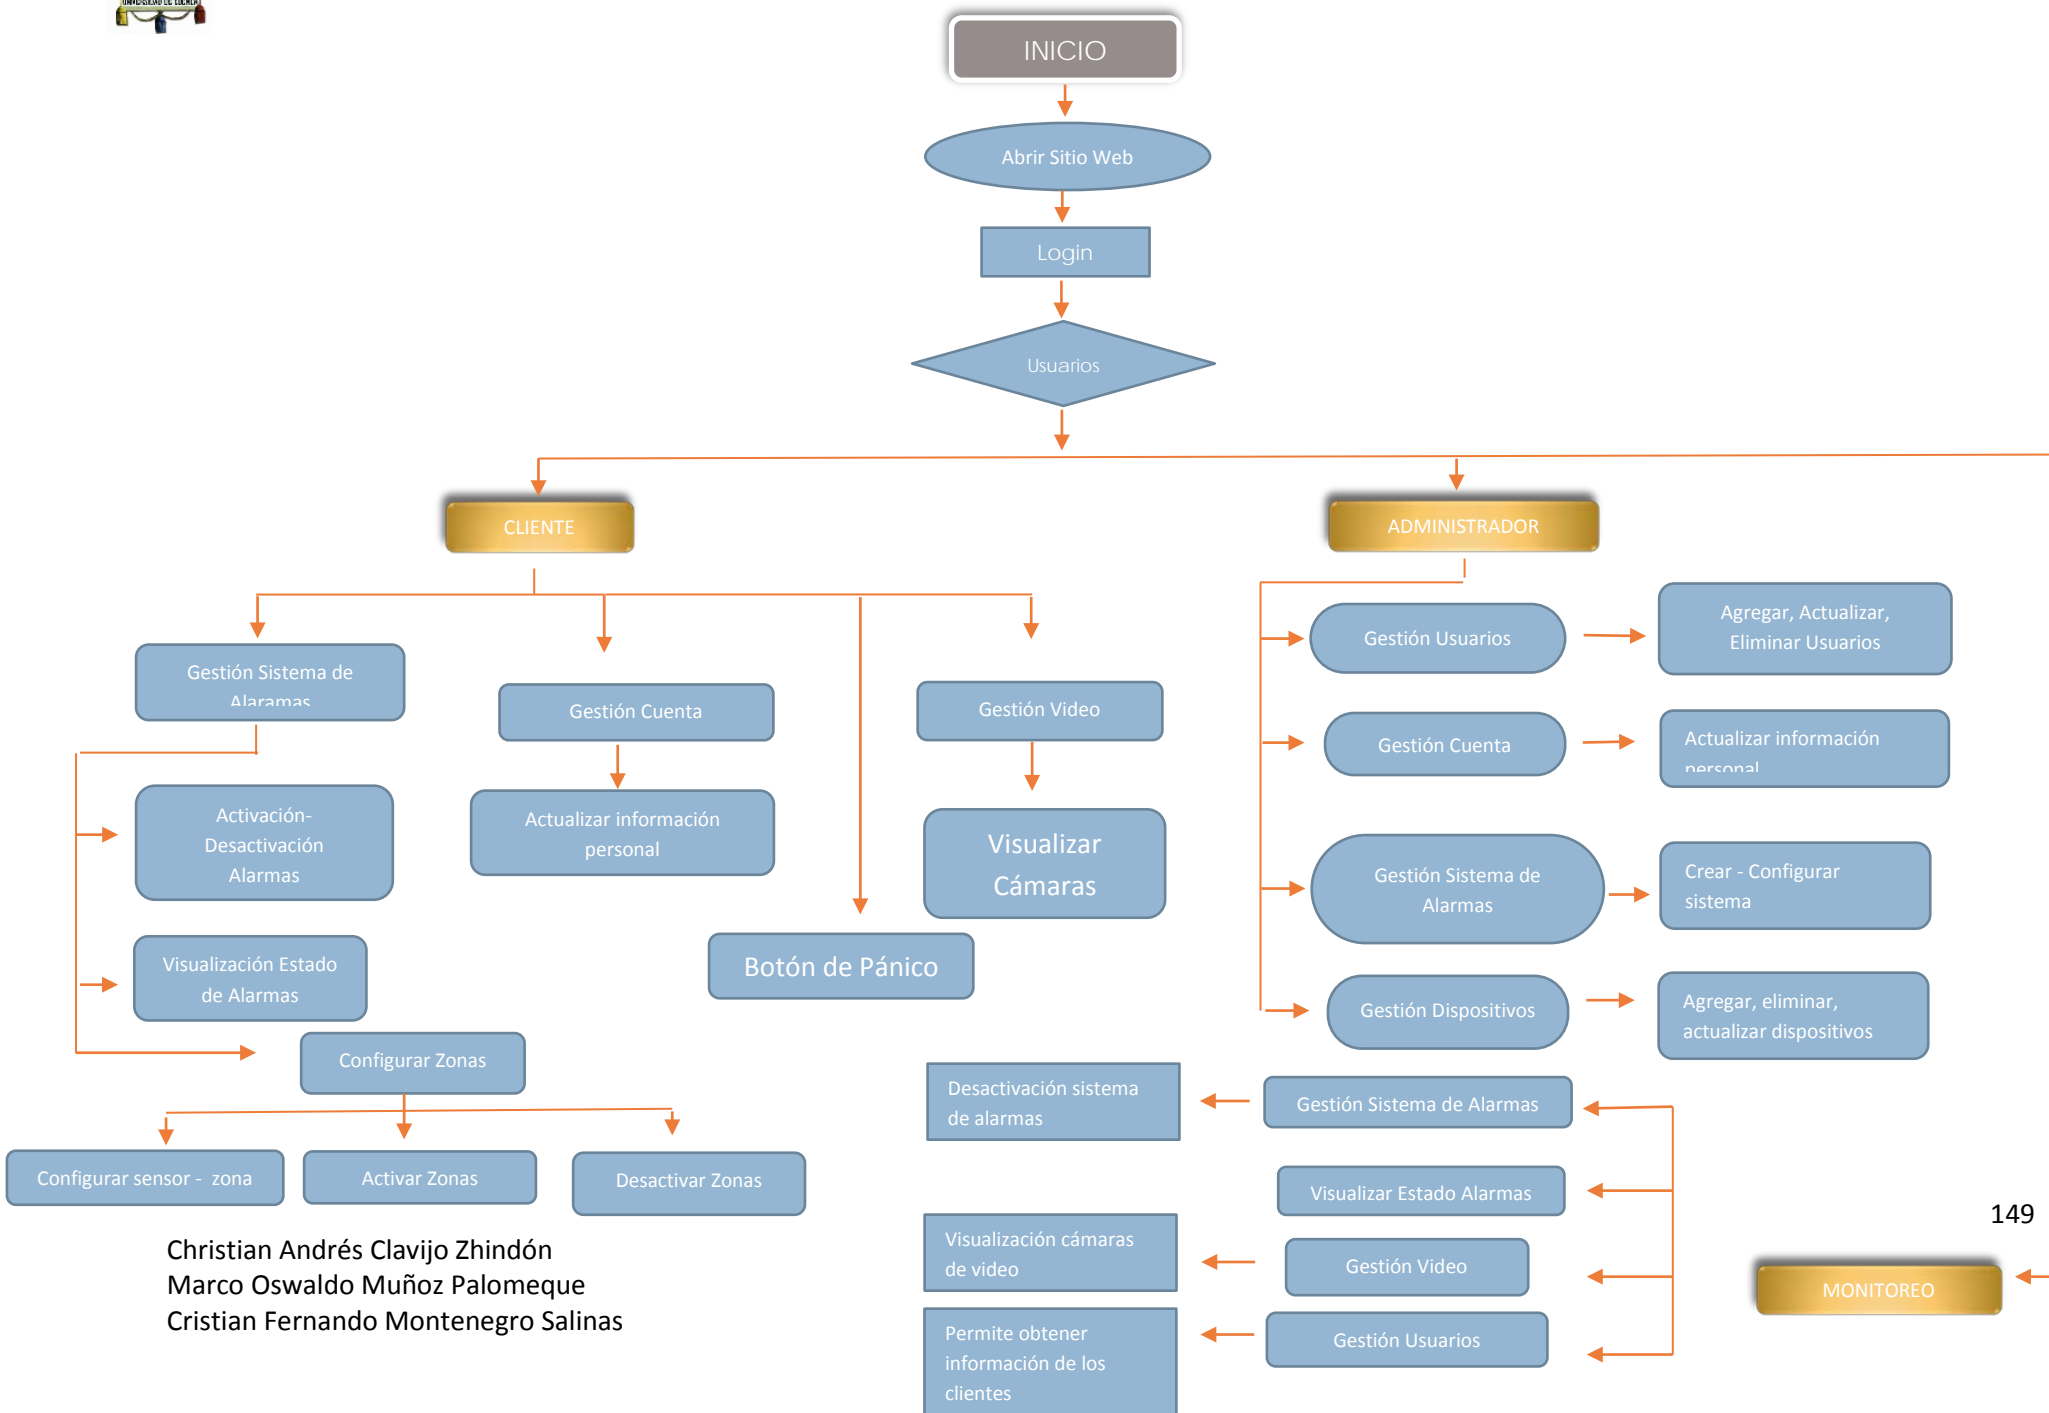 UNIVERSIDAD DE CUENCA
INICIO
Abrir Sitio Web
Login
Usuarios
CLIENTE
ADMINISTRADOR
Gestión Sistema de
Alaramas
Gestión Cuenta
Gestión Video
Activación-
Desactivación
Alarmas
Actualizar información
personal
Visualizar
Cámaras
Visualización Estado
de Alarmas
Botón de Pánico
Configurar Zonas
Configurar sensor - zona
Activar Zonas
Desactivar Zonas
Gestión Usuarios
Agregar, Actualizar,
Eliminar Usuarios
Gestión Cuenta
Actualizar información
personal
Gestión Sistema de
Alarmas
Crear - Configurar
sistema
Gestión Dispositivos
Agregar, eliminar,
actualizar dispositivos
Desactivación sistema
de alarmas
Gestión Sistema de Alarmas
Visualizar Estado Alarmas
Visualización cámaras
de video
Gestión Video
Permite obtener
información de los
clientes
Gestión Usuarios
MONITOREO
149
Christian Andrés Clavijo Zhindón
Marco Oswaldo Muñoz Palomeque
Cristian Fernando Montenegro Salinas